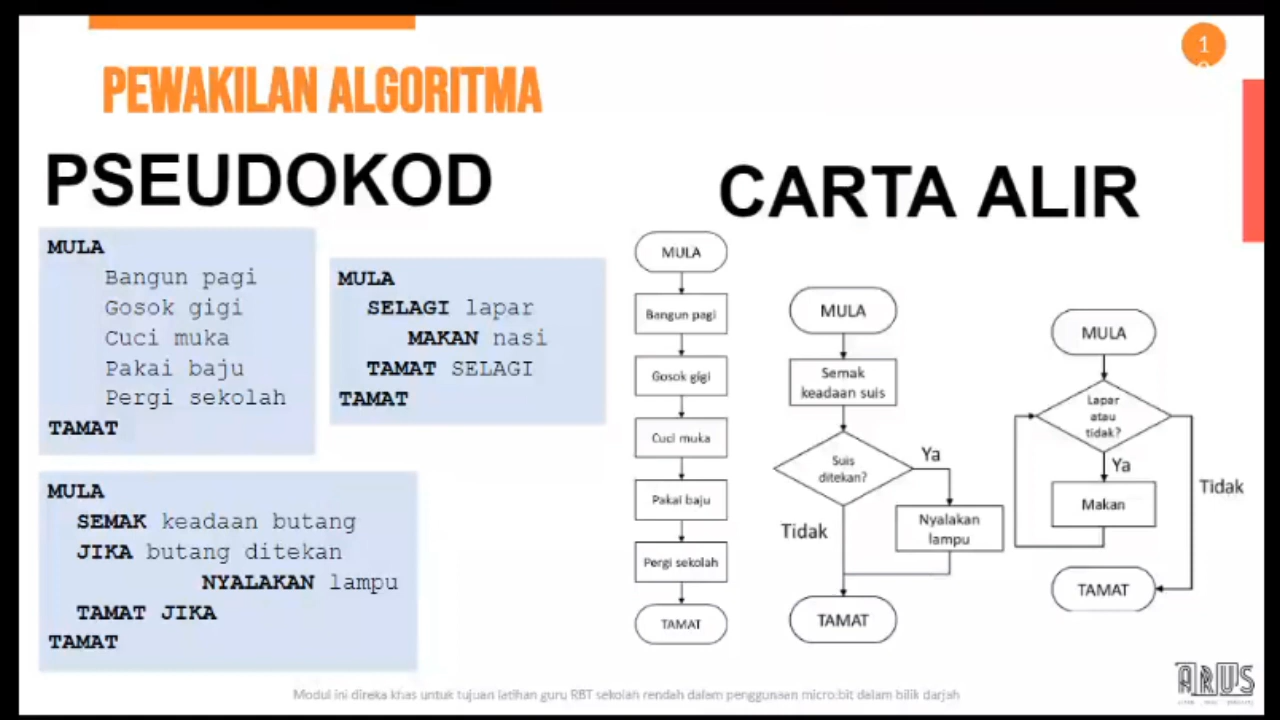 1
PEWAKILAN ALGORITMA
PSEUDOKOD
MULA
Bangun pagi
Gosok gigi
Cuci muka
Pakai baju
Pergi sekolah
TAMAT
MULA
SELAGI lapar
MAKAN nasi
TAMAT SELAGI
TAMAT
MULA
SEMAK keadaan butang
JIKA butang ditekan
NYALAKAN lampu
TAMAT JIKA
TAMAT
CARTA ALIR
MULA
Bangun pagi
Gosok gigi
Cuci muka
Pakai baju
Pergi sekolah
TAMAT
MULA
Semak
keadaan suis
Suis
ditekan?
Ya
Tidak
Nyalakan
lampu
TAMAT
MULA
Lapar
atau
tidak?
Ya
Tidak
Makan
TAMAT
Modul ini direka khas untuk tujuan latihan guru RBT sekolah rendah dalam penggunaan micro:bit dalam bilik darjah
ARUS